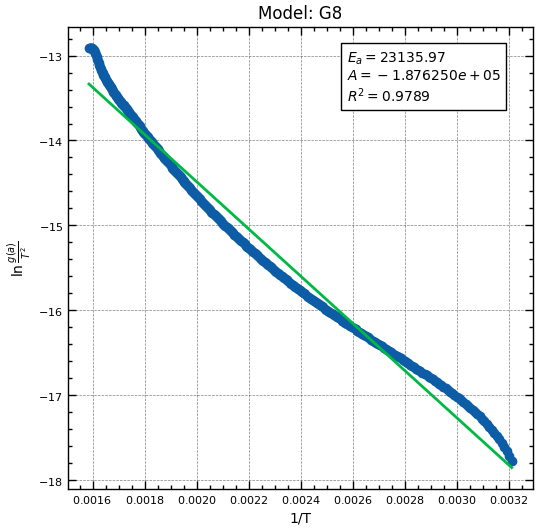 Model: G8
E_a = 23135.97
A = −1.876250e + 05
R^2 = 0.9789
−13
−14
−15
−16
−17
−18
ln g(a)/T^2
0.0016 0.0018 0.0020 0.0022 0.0024 0.0026 0.0028 0.0030 0.0032
1/T